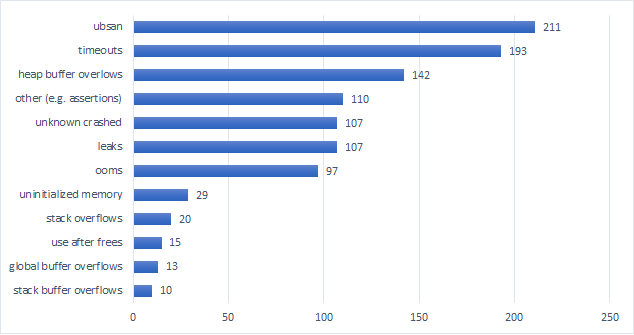 ubsan 211
timeouts 193
heap buffer overlows 142
other (e.g. assertions) 110
unknown crashed 107
leaks 107
ooms 97
uninitialized memory 29
stack overflows 20
use after frees 15
global buffer overflows 13
stack buffer overflows 10
0 50 100 150 200 250